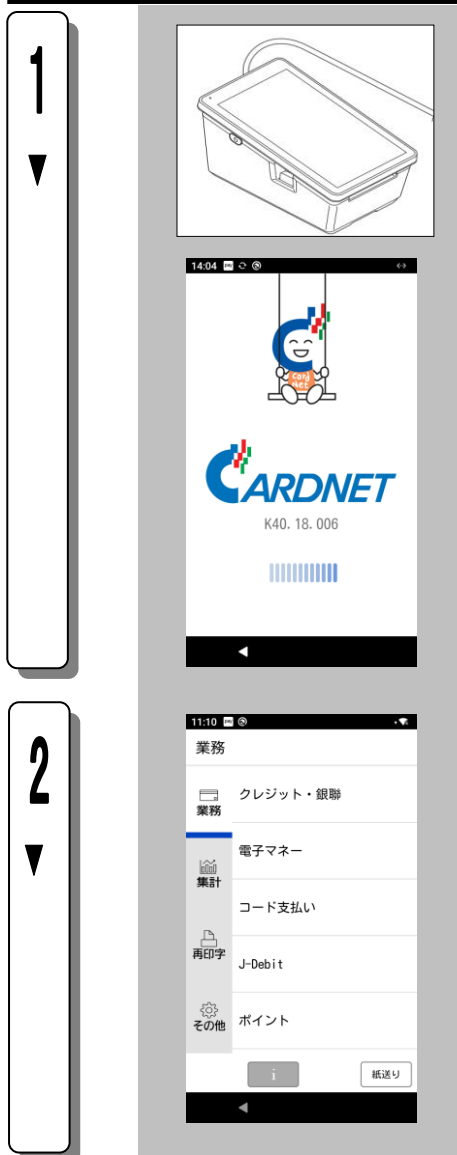 1
14:04
Card
net
CARDNET
K40. 18. 006
2
11:10
業務
業務
クレジット・銀聯
電子マネー
集計
コード支払い
再印字
J-Debit
その他
ポイント
i
紙送り